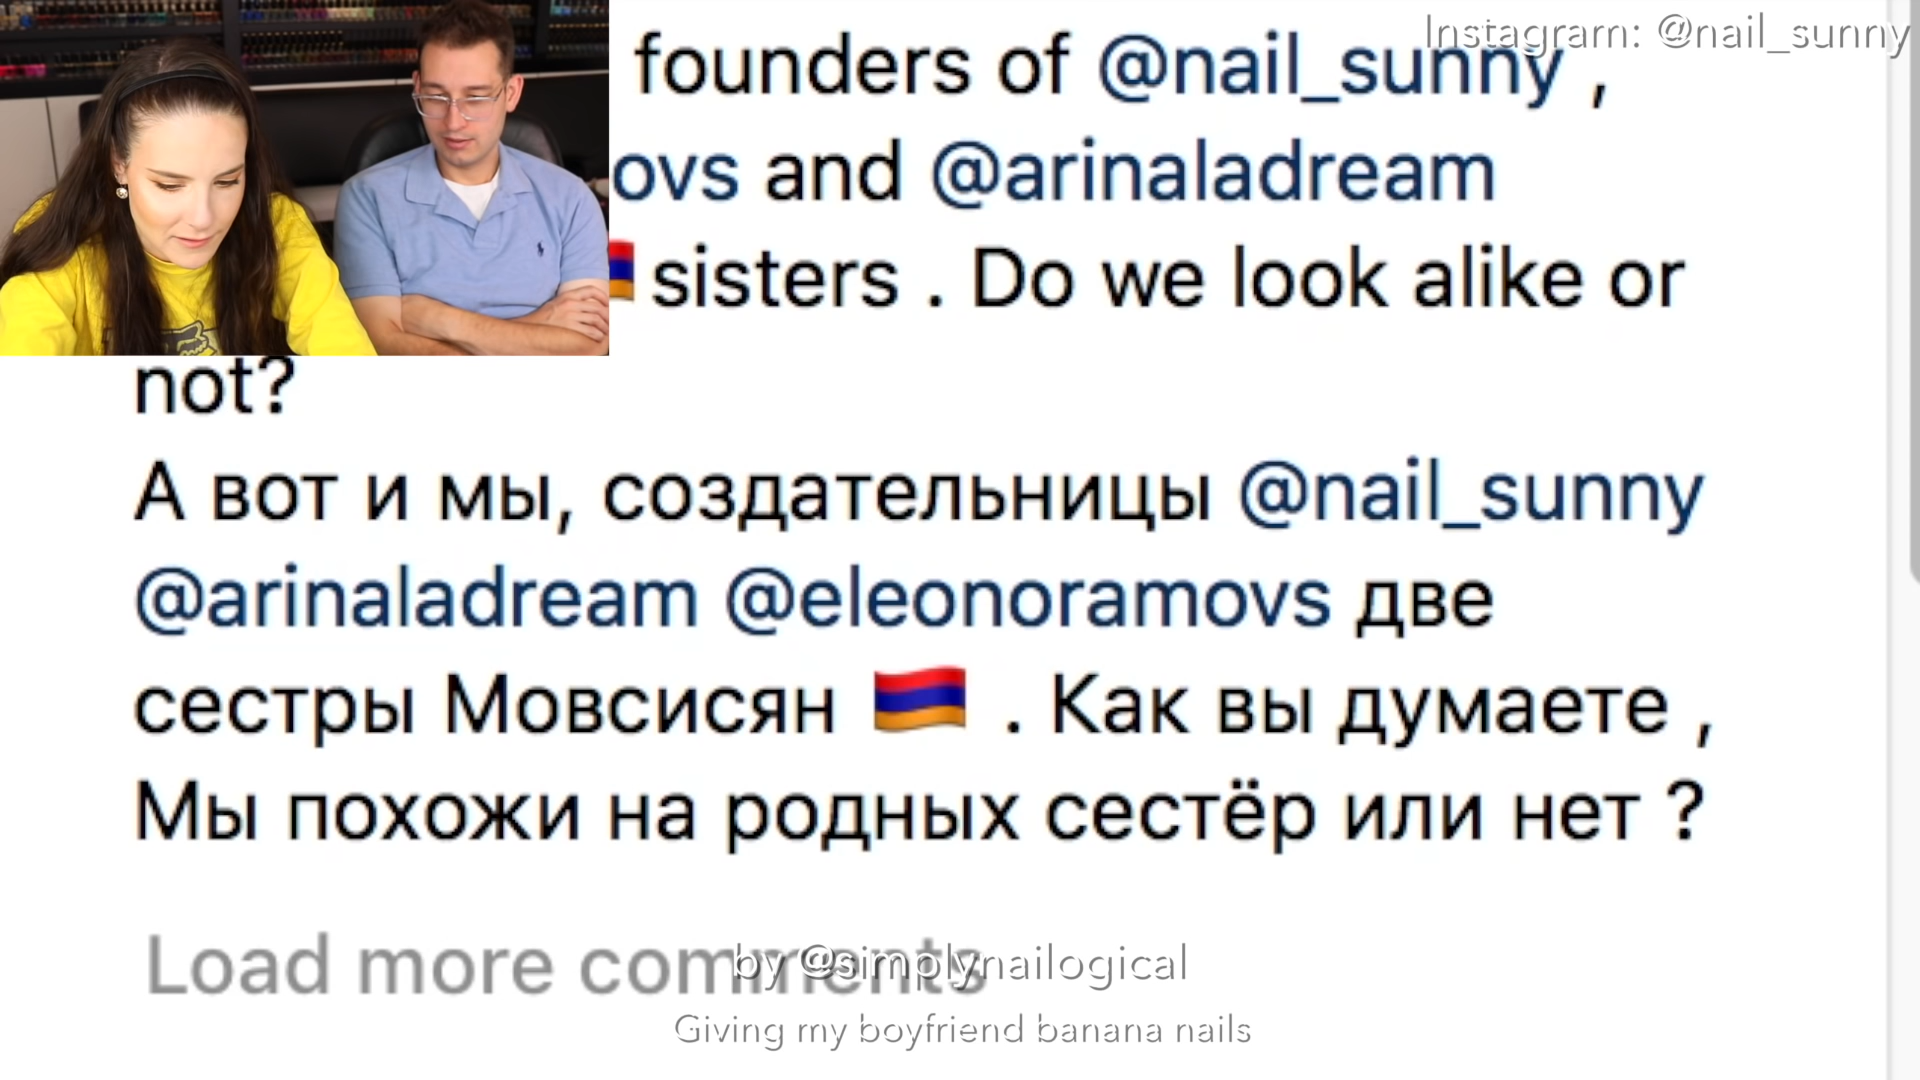 Instagram: @nail_sunny
founders of @nail_sunny ,
ovs and @arinaladream
sisters . Do we look alike or
not?
А вот и мы, создательницы @nail_sunny
@arinaladream @eleonoramovs две
сестры Мовсисян 🇦🇲 . Как вы думаете ,
Мы похожи на родных сестёр или нет ?
Load more comments
by @simplynailogical
Giving my boyfriend banana nails